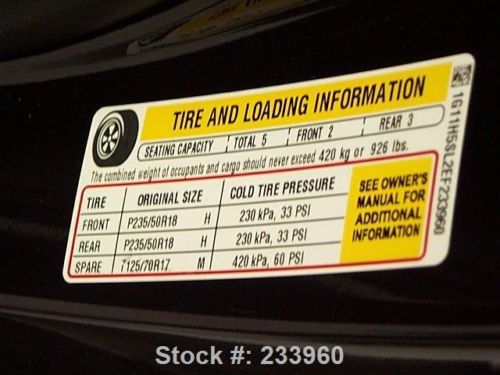 TIRE AND LOADING INFORMATION
SEATING CAPACITY TOTAL 5 FRONT 2 REAR 3
The combined weight of occupants and cargo should never exceed 420 kg or 926 lbs.
TIRE ORIGINAL SIZE COLD TIRE PRESSURE
FRONT P235/50R18 H 230 kPa, 33 PSI
REAR P235/50R18 H 230 kPa, 33 PSI
SPARE T125/70R17 M 420 kPa, 60 PSI
SEE OWNER'S
MANUAL FOR
ADDITIONAL
INFORMATION
1G11H5SL2EF233960
Stock #: 233960